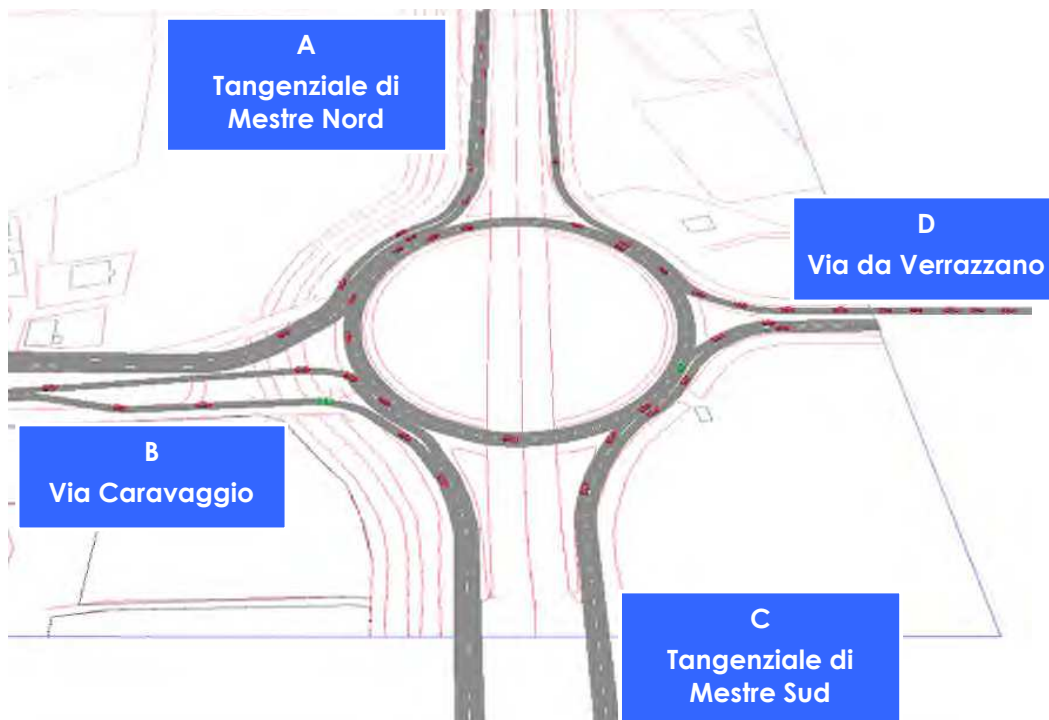 A
Tangenziale di
Mestre Nord
D
Via da Verrazzano
B
Via Caravaggio
C
Tangenziale di
Mestre Sud